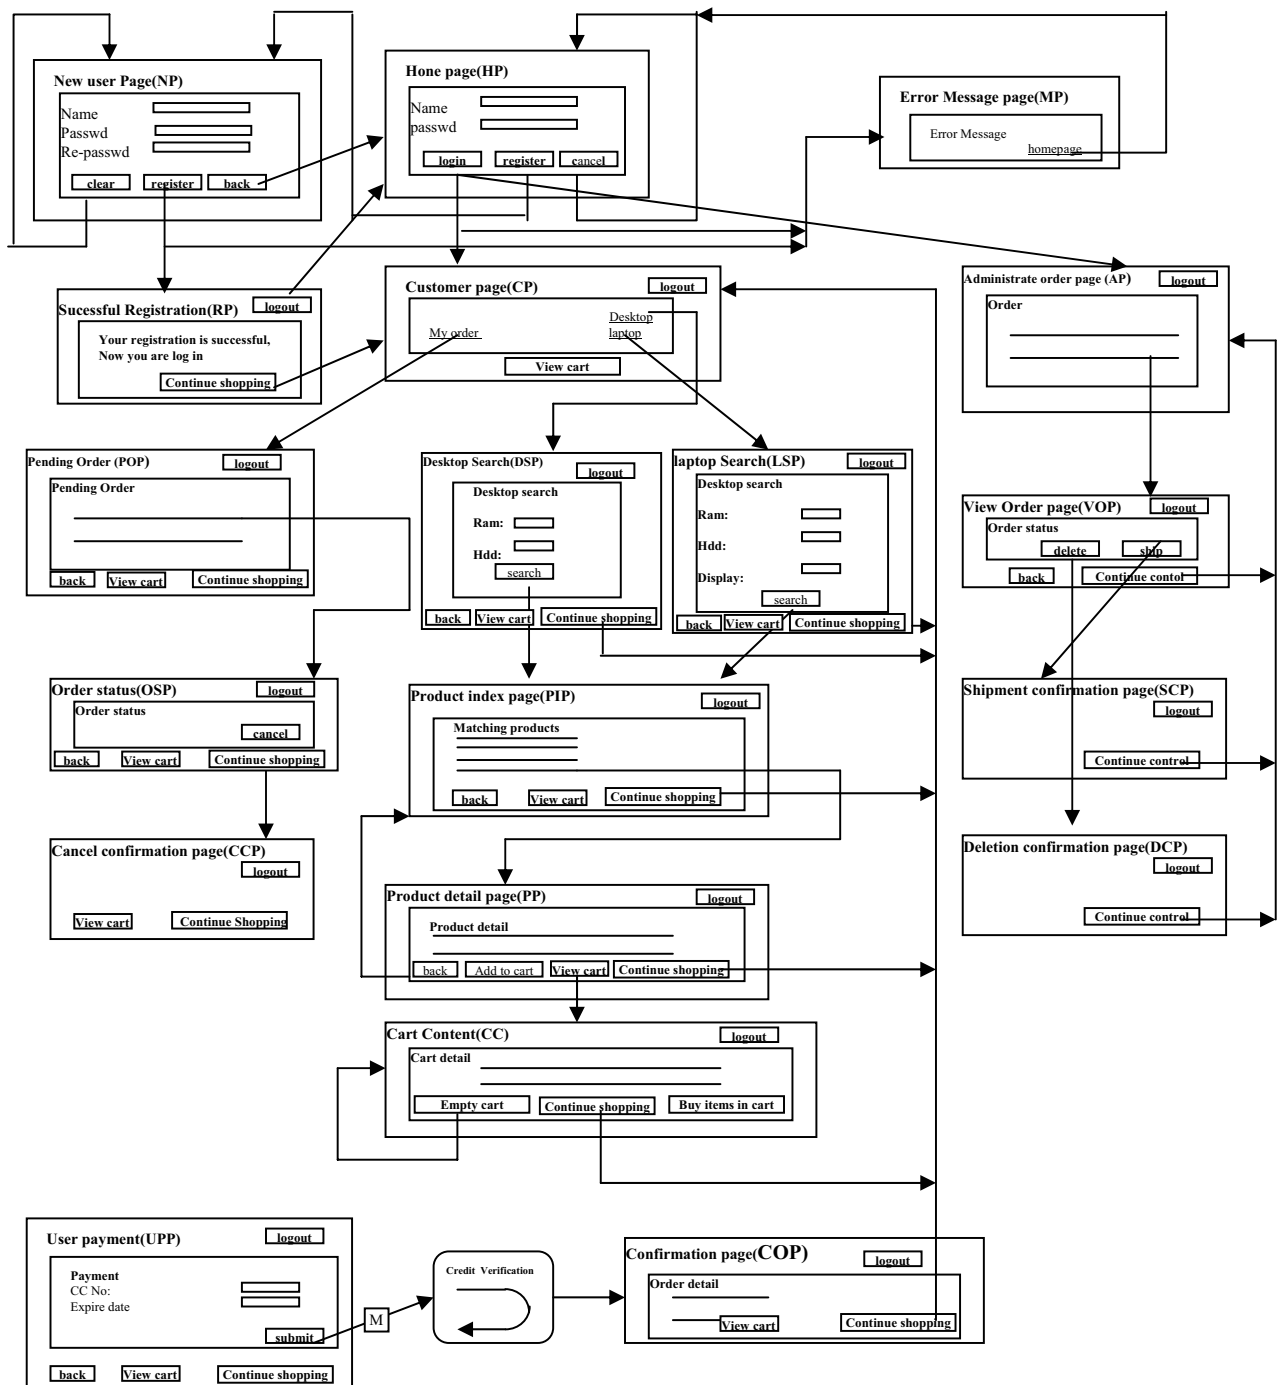 New user Page(NP)
Name
Passwd
Re-passwd
clear register back
Hone page(HP)
Name
passwd
login register cancel
Error Message page(MP)
Error Message
homepage
Sucessful Registration(RP)
logout
Your registration is successful,
Now you are log in
Continue shopping
Customer page(CP)
logout
My order
Desktop
laptop
View cart
Administrate order page (AP)
logout
Order
Pending Order (POP)
logout
Pending Order
back View cart Continue shopping
Desktop Search(DSP)
logout
Desktop search
Ram:
Hdd:
search
back View cart Continue shopping
laptop Search(LSP)
logout
Desktop search
Ram:
Hdd:
Display:
search
back View cart Continue shopping
View Order page(VOP)
logout
Order status
delete ship
back Continue contol
Order status(OSP)
logout
Order status
cancel
back View cart Continue shopping
Product index page(PIP)
logout
Matching products
back View cart Continue shopping
Shipment confirmation page(SCP)
logout
Continue control
Cancel confirmation page(CCP)
logout
View cart Continue Shopping
Product detail page(PP)
logout
Product detail
back Add to cart View cart Continue shopping
Deletion confirmation page(DCP)
logout
Continue control
Cart Content(CC)
logout
Cart detail
Empty cart Continue shopping Buy items in cart
User payment(UPP)
logout
Payment
CC No:
Expire date
submit
back View cart Continue shopping
M
Credit Verification
Confirmation page(COP)
logout
Order detail
View cart Continue shopping